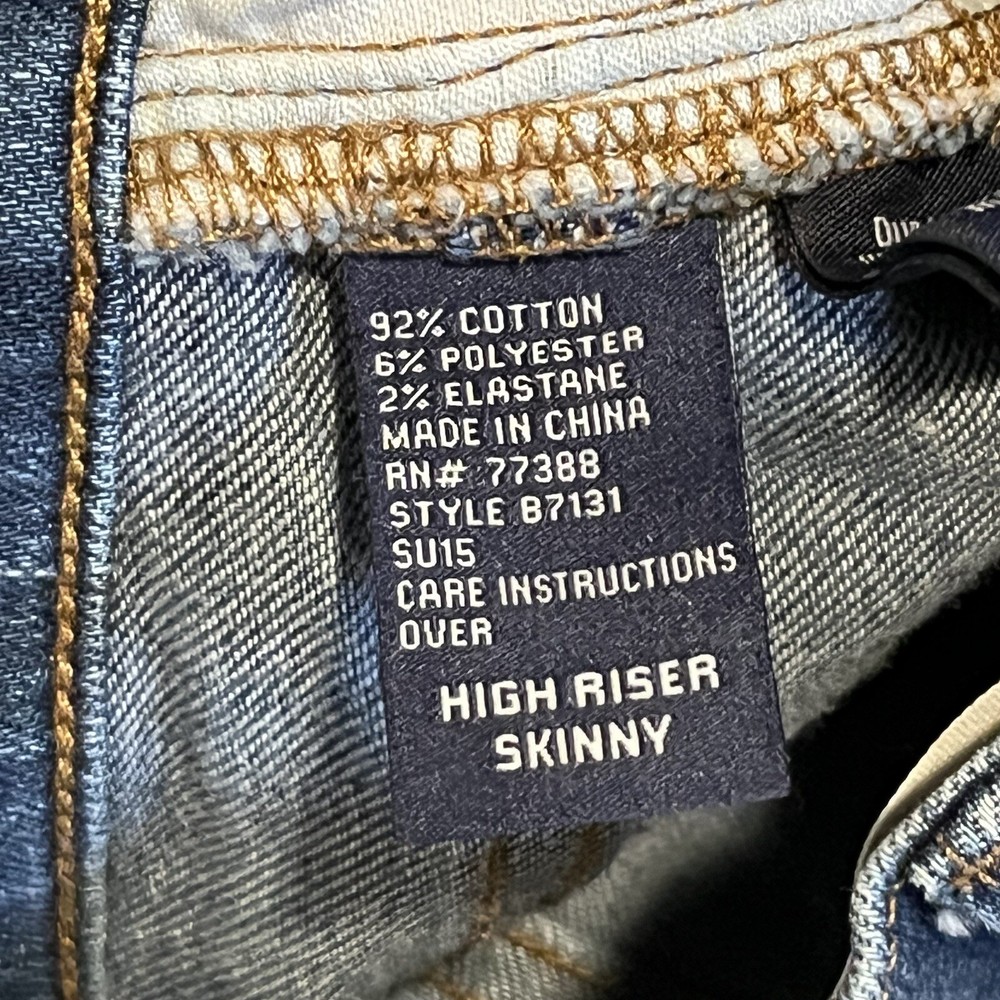 92% COTTON
6% POLYESTER
2% ELASTANE
MADE IN CHINA
RN# 77388
STYLE B7131
SU15
CARE INSTRUCTIONS
OVER
HIGH RISER
SKINNY